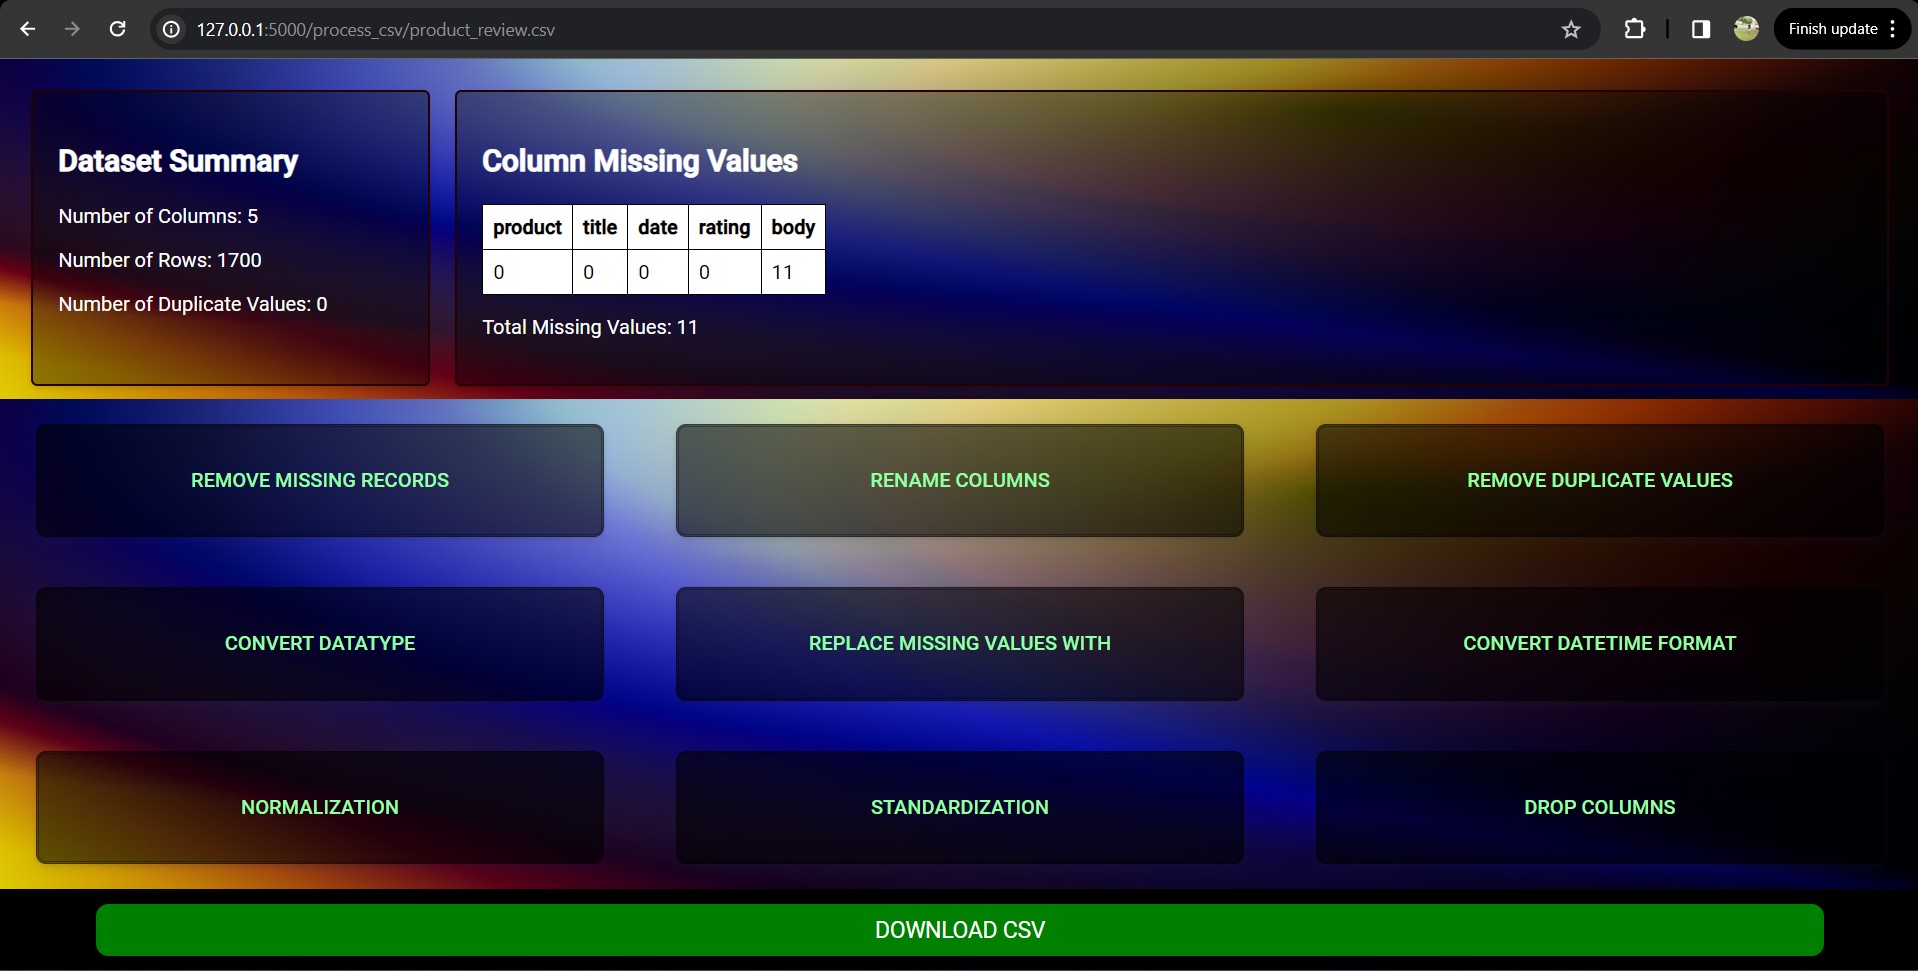 127.0.0.1:5000/process_csv/product_review.csv
Finish update
Dataset Summary
Number of Columns: 5
Number of Rows: 1700
Number of Duplicate Values: 0
Column Missing Values
product title date rating body
0 0 0 0 11
Total Missing Values: 11
REMOVE MISSING RECORDS
RENAME COLUMNS
REMOVE DUPLICATE VALUES
CONVERT DATATYPE
REPLACE MISSING VALUES WITH
CONVERT DATETIME FORMAT
NORMALIZATION
STANDARDIZATION
DROP COLUMNS
DOWNLOAD CSV